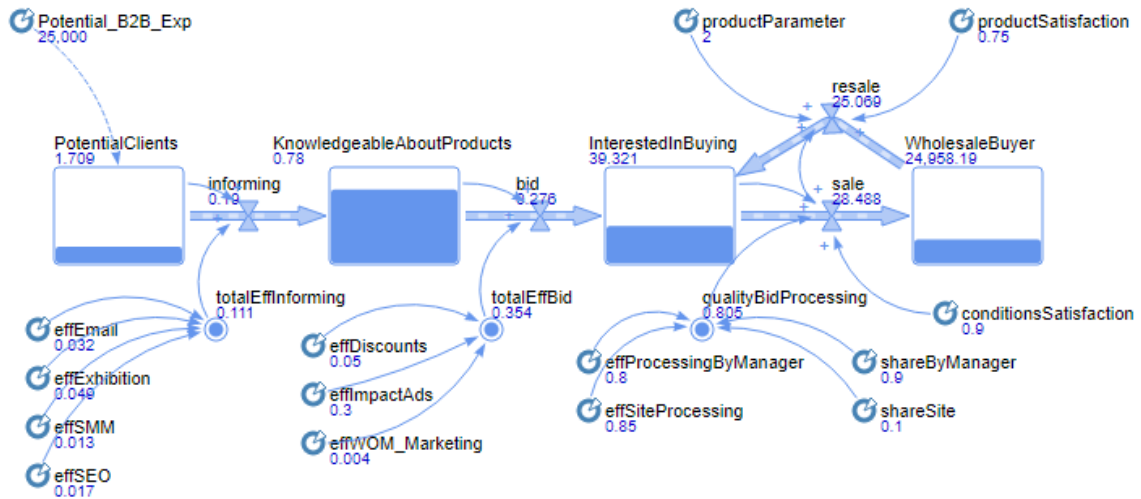 Potential_B2B_Exp
25,000
productParameter
2
productSatisfaction
0.75
resale
25.069
PotentialClients
1.709
KnowledgeableAboutProducts
0.78
InterestedInBuying
39.321
WholesaleBuyer
24,958.19
informing
0.19
bid
0.276
sale
28.488
totalEffInforming
0.111
totalEffBid
0.354
qualityBidProcessing
0.805
conditionsSatisfaction
0.9
effEmail
0.032
effExhibition
0.049
effSMM
0.013
effSEO
0.017
effDiscounts
0.05
effImpactAds
0.3
effWOM_Marketing
0.004
effProcessingByManager
0.8
effSiteProcessing
0.85
shareByManager
0.9
shareSite
0.1